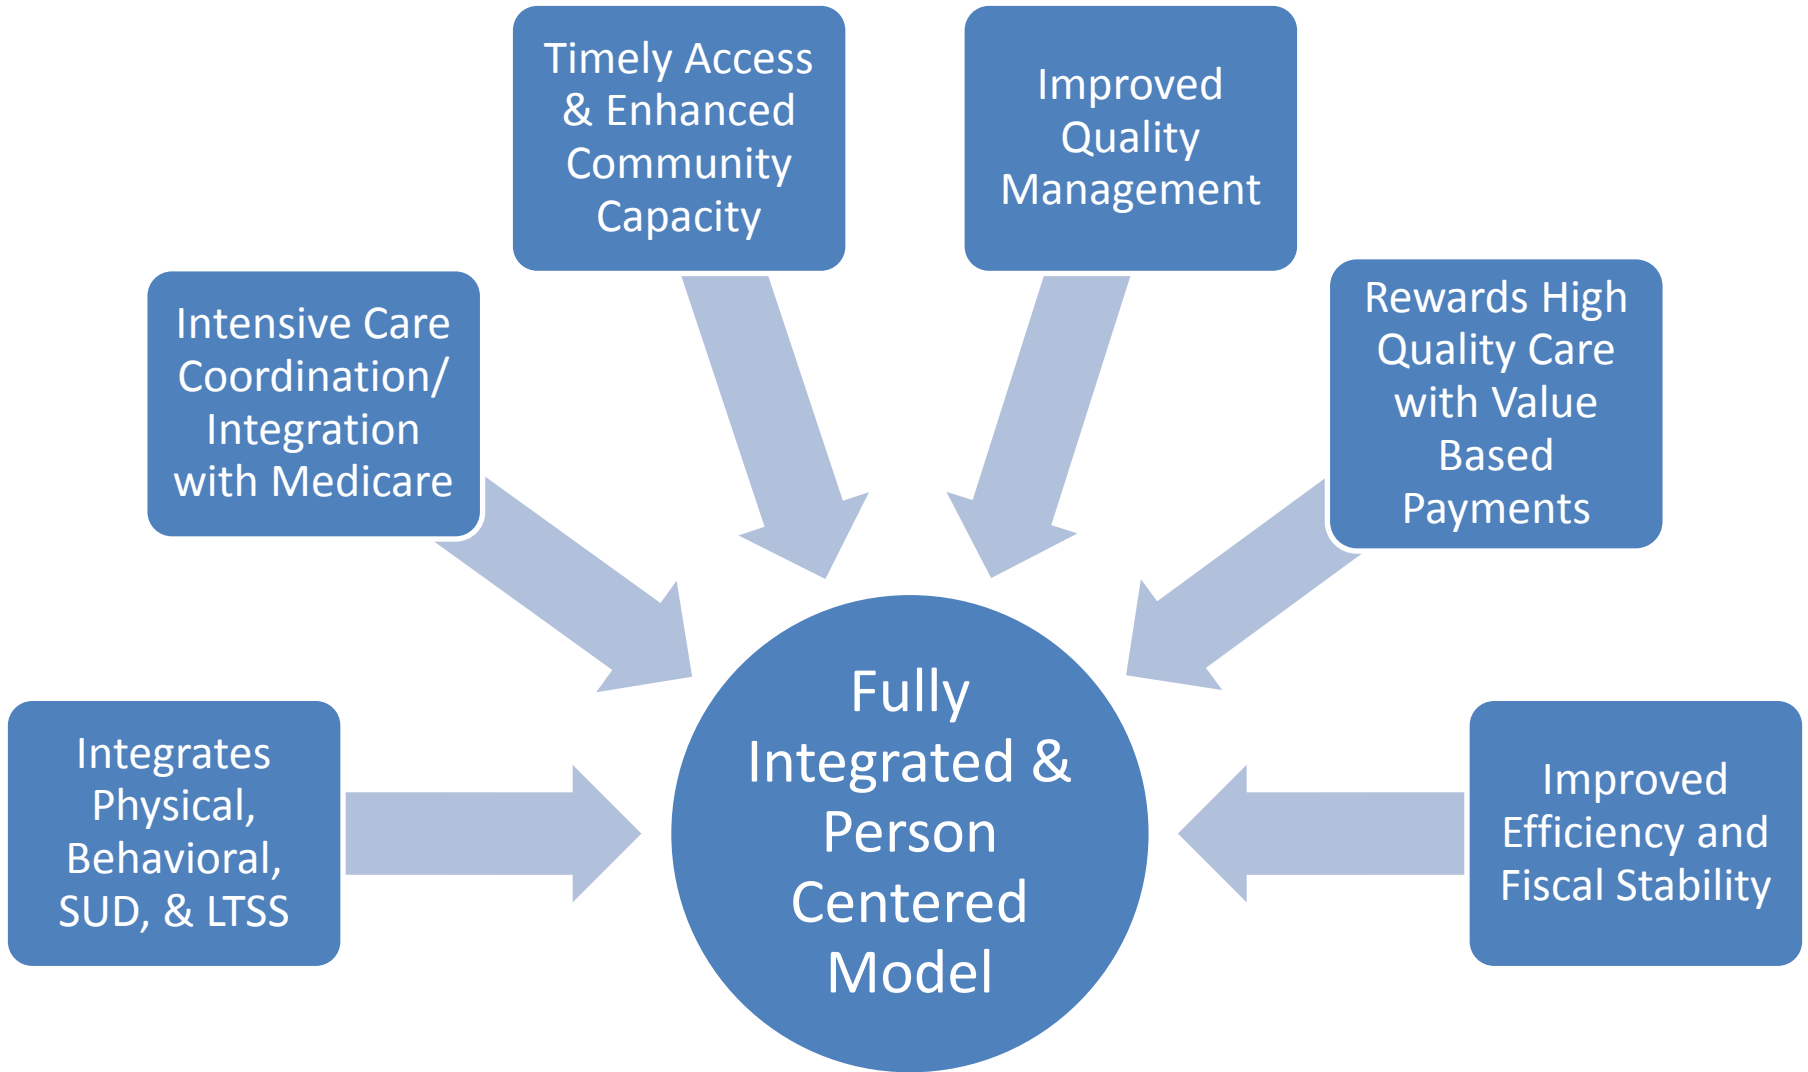 Timely Access
& Enhanced
Community
Capacity
Improved
Quality
Management
Intensive Care
Coordination/
Integration
with Medicare
Rewards High
Quality Care
with Value
Based
Payments
Integrates
Physical,
Behavioral,
SUD, & LTSS
Fully
Integrated &
Person
Centered
Model
Improved
Efficiency and
Fiscal Stability